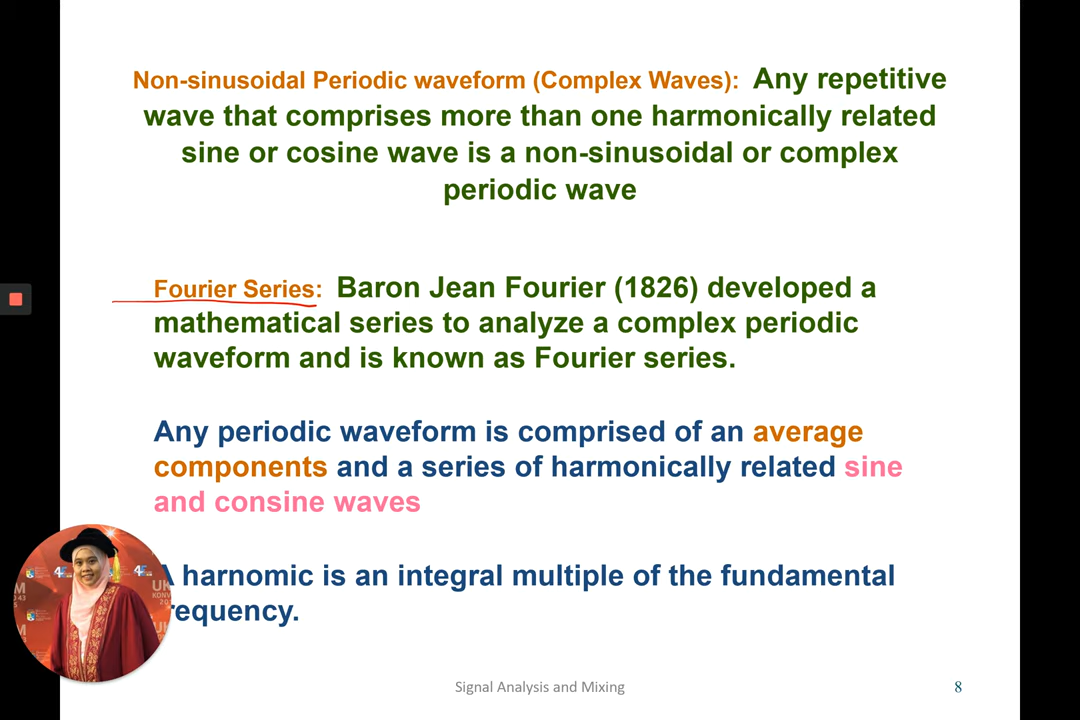 Non-sinusoidal Periodic waveform (Complex Waves): Any repetitive
wave that comprises more than one harmonically related
sine or cosine wave is a non-sinusoidal or complex
periodic wave
Fourier Series: Baron Jean Fourier (1826) developed a
mathematical series to analyze a complex periodic
waveform and is known as Fourier series.
Any periodic waveform is comprised of an average
components and a series of harmonically related sine
and consine waves
A harnomic is an integral multiple of the fundamental
requency.
Signal Analysis and Mixing
8